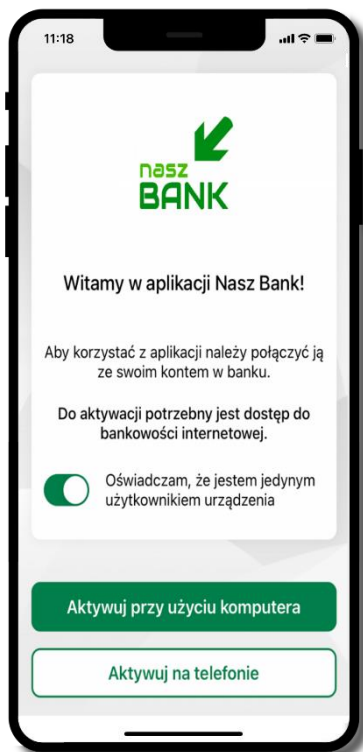 11:18
nasz
BANK
Witamy w aplikacji Nasz Bank!
Aby korzystać z aplikacji należy połączyć ją
ze swoim kontem w banku.
Do aktywacji potrzebny jest dostęp do
bankowości internetowej.
Oświadczam, że jestem jedynym
użytkownikiem urządzenia
Aktywuj przy użyciu komputera
Aktywuj na telefonie